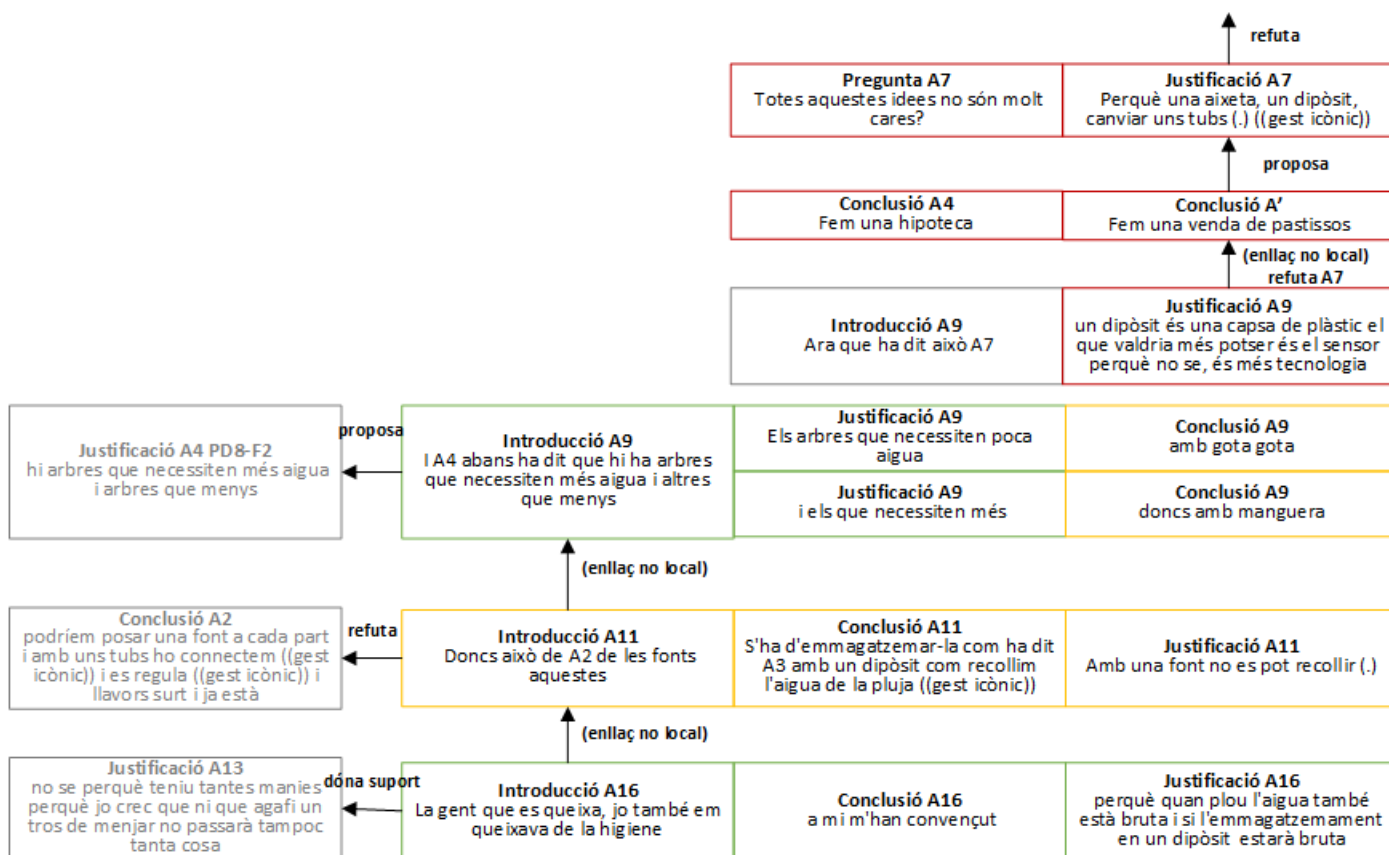 refuta
Pregunta A7
Totes aquestes idees no són molt
cares?
Justificació A7
Perquè una aixeta, un dipòsit,
canviar uns tubs (.) ((gest icònic))
proposa
Conclusió A4
Fem una hipoteca
Conclusió A’
Fem una venda de pastissos
(enllaç no local)
refuta A7
Introducció A9
Ara que ha dit això A7
Justificació A9
un dipòsit és una capsa de plàstic el
que valdria més potser és el sensor
perquè no se, és més tecnologia
Justificació A4 PD8-F2
hi arbres que necessiten més aigua
i arbres que menys
proposa
Introducció A9
I A4 abans ha dit que hi ha arbres
que necessiten més aigua i altres
que menys
Justificació A9
Els arbres que necessiten poca
aigua
Conclusió A9
amb gota gota
Justificació A9
i els que necessiten més
Conclusió A9
doncs amb manguera
(enllaç no local)
Conclusió A2
podríem posar una font a cada part
i amb uns tubs ho connectem ((gest
icònic)) i es regula ((gest icònic)) i
llavors surt i ja està
refuta
Introducció A11
Doncs això de A2 de les fonts
aquestes
Conclusió A11
S'ha d'emmagatzemar-la com ha dit
A3 amb un dipòsit com recollim
l'aigua de la pluja ((gest icònic))
Justificació A11
Amb una font no es pot recollir (.)
(enllaç no local)
Justificació A13
no se perquè teniu tantes manies
perquè jo crec que ni que agafi un
tros de menjar no passarà tampoc
tanta cosa
dóna suport
Introducció A16
La gent que es queixa, jo també em
queixava de la higiene
Conclusió A16
a mi m'han convençut
Justificació A16
perquè quan plou l'aigua també
està bruta i si l'emmagatzemament
en un dipòsit estarà bruta